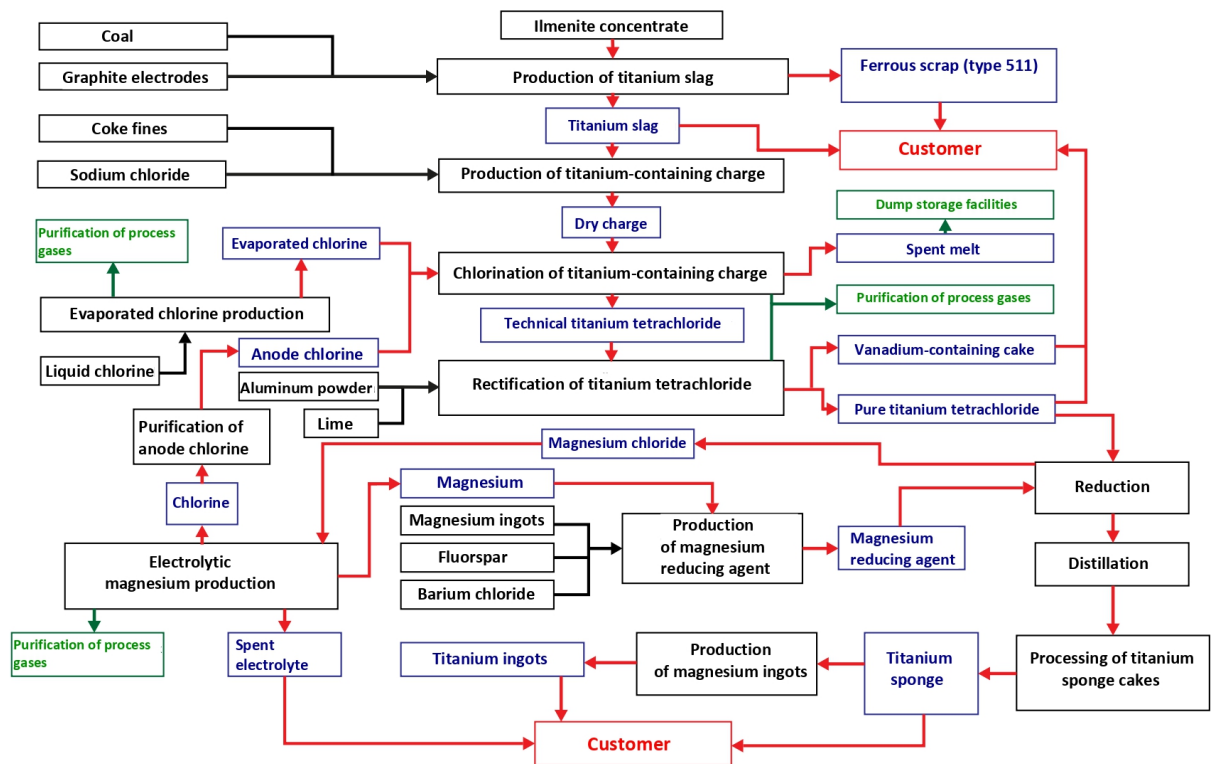 Ilmenite concentrate
Coal
Graphite electrodes
Production of titanium slag
Ferrous scrap (type 511)
Coke fines
Titanium slag
Customer
Sodium chloride
Production of titanium-containing charge
Dump storage facilities
Purification of process
gases
Evaporated chlorine
Dry charge
Spent melt
Chlorination of titanium-containing charge
Purification of process gases
Evaporated chlorine production
Technical titanium tetrachloride
Liquid chlorine
Anode chlorine
Vanadium-containing cake
Aluminum powder
Rectification of titanium tetrachloride
Lime
Pure titanium tetrachloride
Purification of
anode chlorine
Magnesium chloride
Chlorine
Magnesium
Reduction
Magnesium ingots
Production
of magnesium
reducing agent
Fluorspar
Magnesium
reducing agent
Electrolytic
magnesium production
Distillation
Barium chloride
Purification of process
gases
Spent
electrolyte
Titanium ingots
Production
of magnesium ingots
Titanium
sponge
Processing of titanium
sponge cakes
Customer